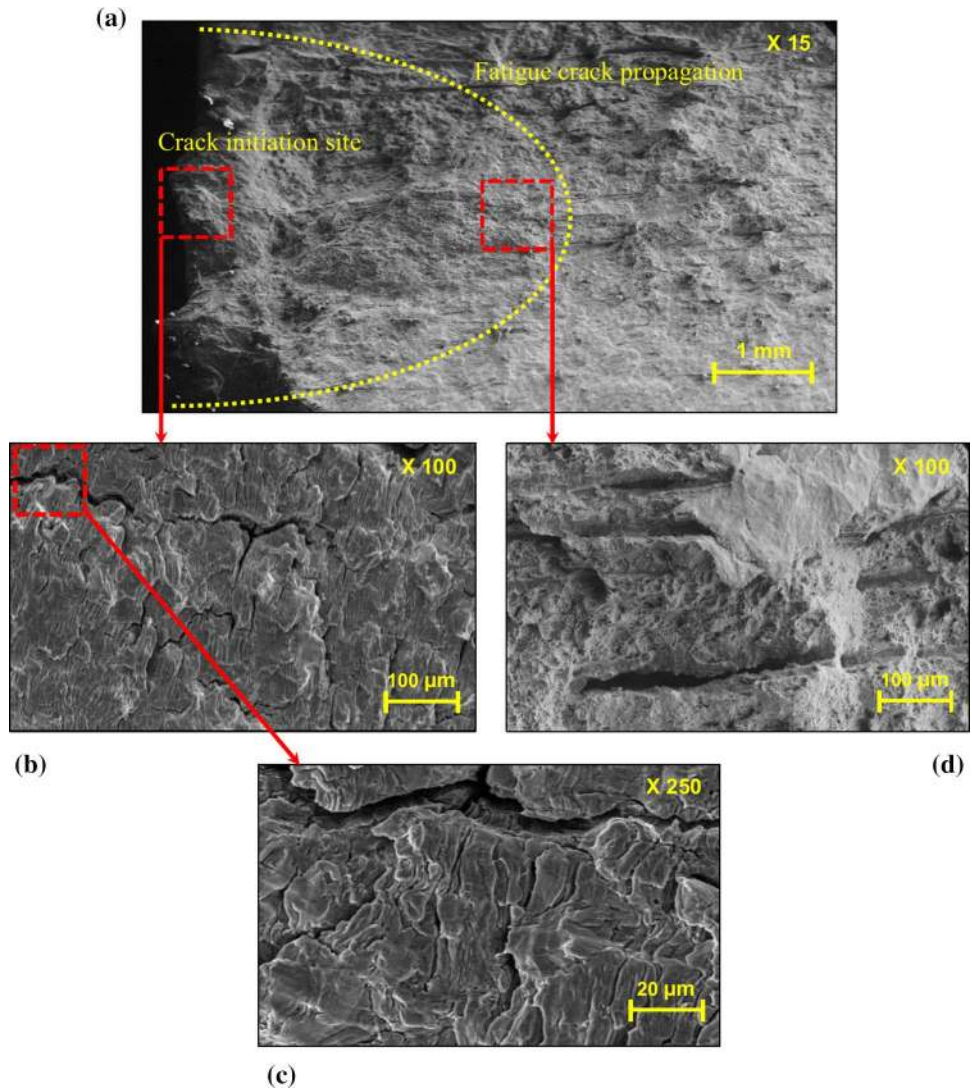 (a)
X 15
Fatigue crack propagation
Crack initiation site
1 mm
X 100
100 µm
(b)
X 100
100 µm
(d)
X 250
20 µm
(c)